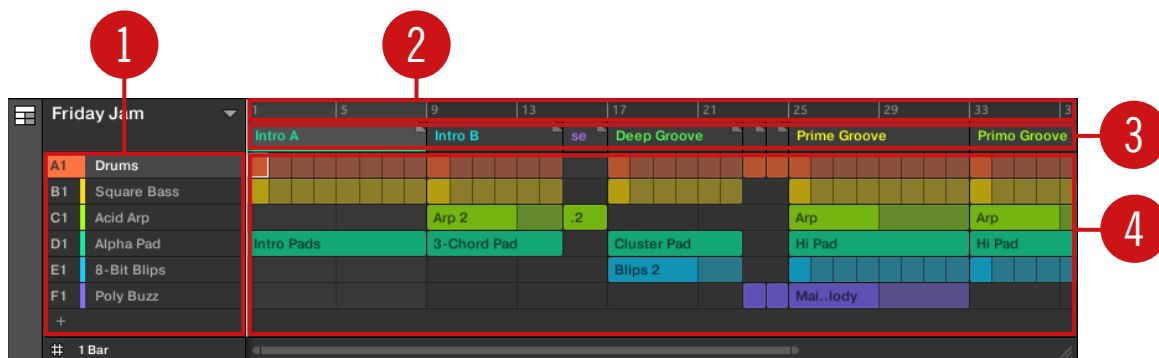 1 2
Friday Jam 1 5 9 13 17 21 25 29 33 3
Intro A Intro B se Deep Groove Prime Groove Primo Groove 3
A1 Drums
B1 Square Bass
C1 Acid Arp Arp 2 .2 Arp Arp
4
D1 Alpha Pad Intro Pads 3-Chord Pad Cluster Pad Hi Pad Hi Pad
E1 8-Bit Blips Blips 2
F1 Poly Buzz Mai..lody
+
1 Bar